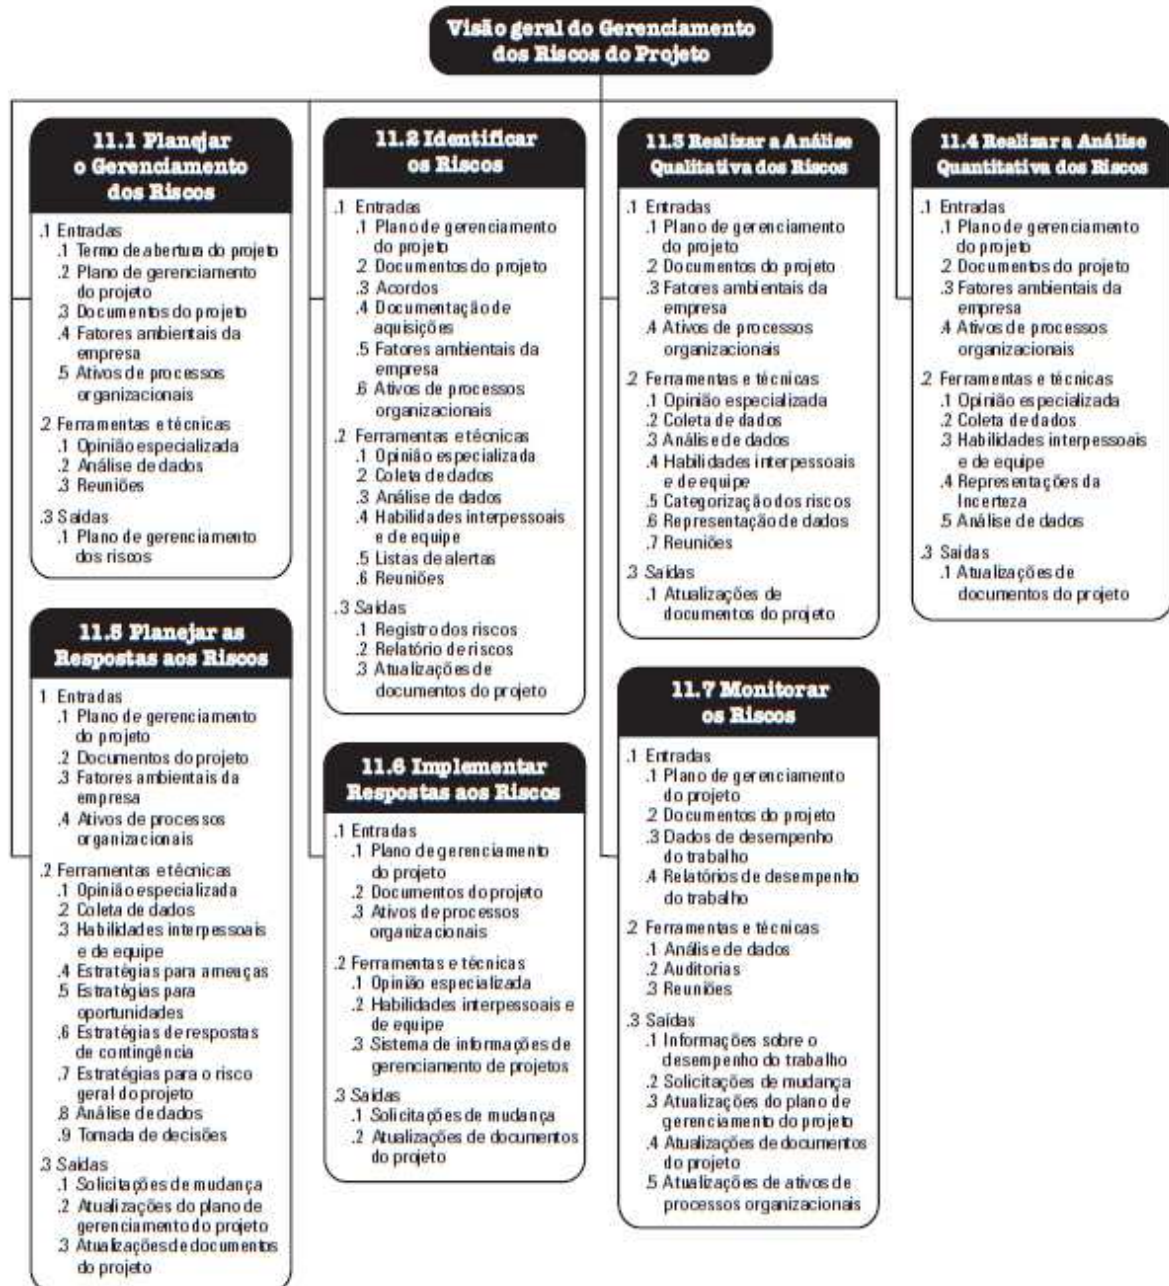 Visão geral do Gerenciamento
dos Riscos do Projeto
11.1 Planejar
o Gerenciamento
dos Riscos
.1 Entradas
.1 Termo de abertura do projeto
.2 Plano de gerenciamento
do projeto
.3 Documentos do projeto
.4 Fatores ambientais da
empresa
.5 Ativos de processos
organizacionais
.2 Ferramentas e técnicas
.1 Opinião especializada
.2 Análise de dados
.3 Reuniões
.3 Saídas
.1 Plano de gerenciamento
dos riscos
11.2 Identificar
os Riscos
.1 Entradas
.1 Plano de gerenciamento
do projeto
.2 Documentos do projeto
.3 Acordos
.4 Documentação de
aquisições
.5 Fatores ambientais da
empresa
.6 Ativos de processos
organizacionais
.2 Ferramentas e técnicas
.1 Opinião especializada
.2 Coleta de dados
.3 Análise de dados
.4 Habilidades interpessoais
e de equipe
.5 Listas de alertas
.6 Reuniões
.3 Saídas
.1 Registro dos riscos
.2 Relatório de riscos
.3 Atualizações de
documentos do projeto
11.3 Realizar a Análise
Qualitativa dos Riscos
.1 Entradas
.1 Plano de gerenciamento
do projeto
.2 Documentos do projeto
.3 Fatores ambientais da
empresa
.4 Ativos de processos
organizacionais
.2 Ferramentas e técnicas
.1 Opinião especializada
.2 Coleta de dados
.3 Análise de dados
.4 Habilidades interpessoais
e de equipe
.5 Categorização dos riscos
.6 Representação de dados
.7 Reuniões
.3 Saídas
.1 Atualizações de
documentos do projeto
11.4 Realizar a Análise
Quantitativa dos Riscos
.1 Entradas
.1 Plano de gerenciamento
do projeto
.2 Documentos do projeto
.3 Fatores ambientais da
empresa
.4 Ativos de processos
organizacionais
.2 Ferramentas e técnicas
.1 Opinião especializada
.2 Coleta de dados
.3 Habilidades interpessoais
e de equipe
.4 Representações da
Incerteza
.5 Análise de dados
.3 Saídas
.1 Atualizações de
documentos do projeto
11.5 Planejar as
Respostas aos Riscos
1 Entradas
.1 Plano de gerenciamento
do projeto
.2 Documentos do projeto
.3 Fatores ambientais da
empresa
.4 Ativos de processos
organizacionais
.2 Ferramentas e técnicas
.1 Opinião especializada
.2 Coleta de dados
.3 Habilidades interpessoais
e de equipe
.4 Estratégias para ameaças
.5 Estratégias para
oportunidades
.6 Estratégias de respostas
de contingência
.7 Estratégias para o risco
geral do projeto
.8 Análise de dados
.9 Tomada de decisões
.3 Saídas
.1 Solicitações de mudança
.2 Atualizações do plano de
gerenciamento do projeto
.3 Atualizações de documentos
do projeto
11.6 Implementar
Respostas aos Riscos
.1 Entradas
.1 Plano de gerenciamento
do projeto
.2 Documentos do projeto
.3 Ativos de processos
organizacionais
.2 Ferramentas e técnicas
.1 Opinião especializada
.2 Habilidades interpessoais e
de equipe
.3 Sistema de informações de
gerenciamento de projetos
.3 Saídas
.1 Solicitações de mudança
.2 Atualizações de documentos
do projeto
11.7 Monitorar
os Riscos
.1 Entradas
.1 Plano de gerenciamento
do projeto
.2 Documentos do projeto
.3 Dados de desempenho
do trabalho
.4 Relatórios de desempenho
do trabalho
.2 Ferramentas e técnicas
.1 Análise de dados
.2 Auditorias
.3 Reuniões
.3 Saídas
.1 Informações sobre o
desempenho do trabalho
.2 Solicitações de mudança
.3 Atualizações do plano de
gerenciamento do projeto
.4 Atualizações de documentos
do projeto
.5 Atualizações de ativos de
processos organizacionais